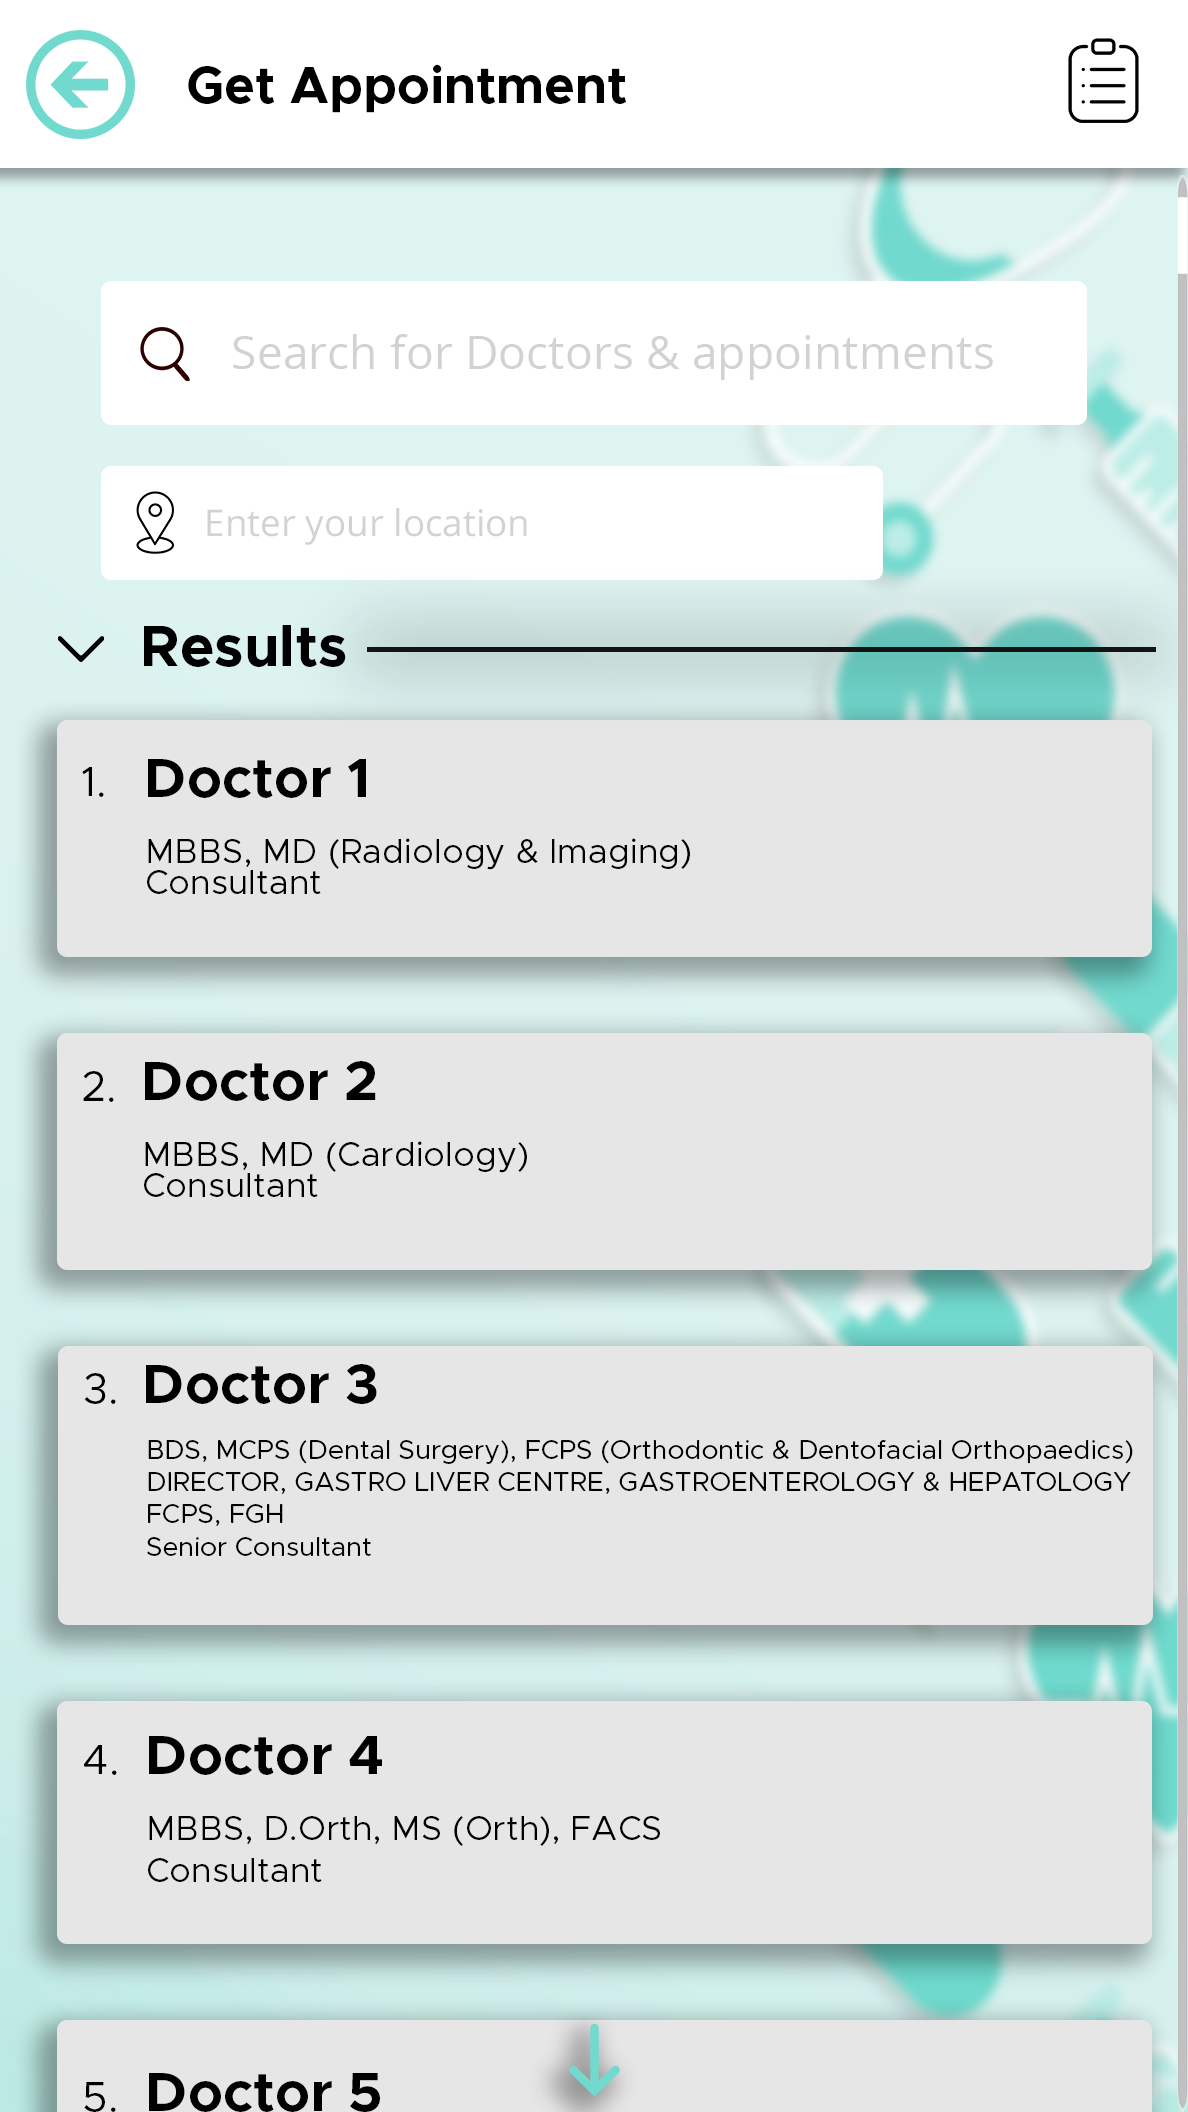 Get Appointment
Search for Doctors & appointments
Enter your location
Results
1. Doctor 1
MBBS, MD (Radiology & Imaging)
Consultant
2. Doctor 2
MBBS, MD (Cardiology)
Consultant
3. Doctor 3
BDS, MCPS (Dental Surgery), FCPS (Orthodontic & Dentofacial Orthopaedics)
DIRECTOR, GASTRO LIVER CENTRE, GASTROENTEROLOGY & HEPATOLOGY
FCPS, FGH
Senior Consultant
4. Doctor 4
MBBS, D.Orth, MS (Orth), FACS
Consultant
5. Doctor 5